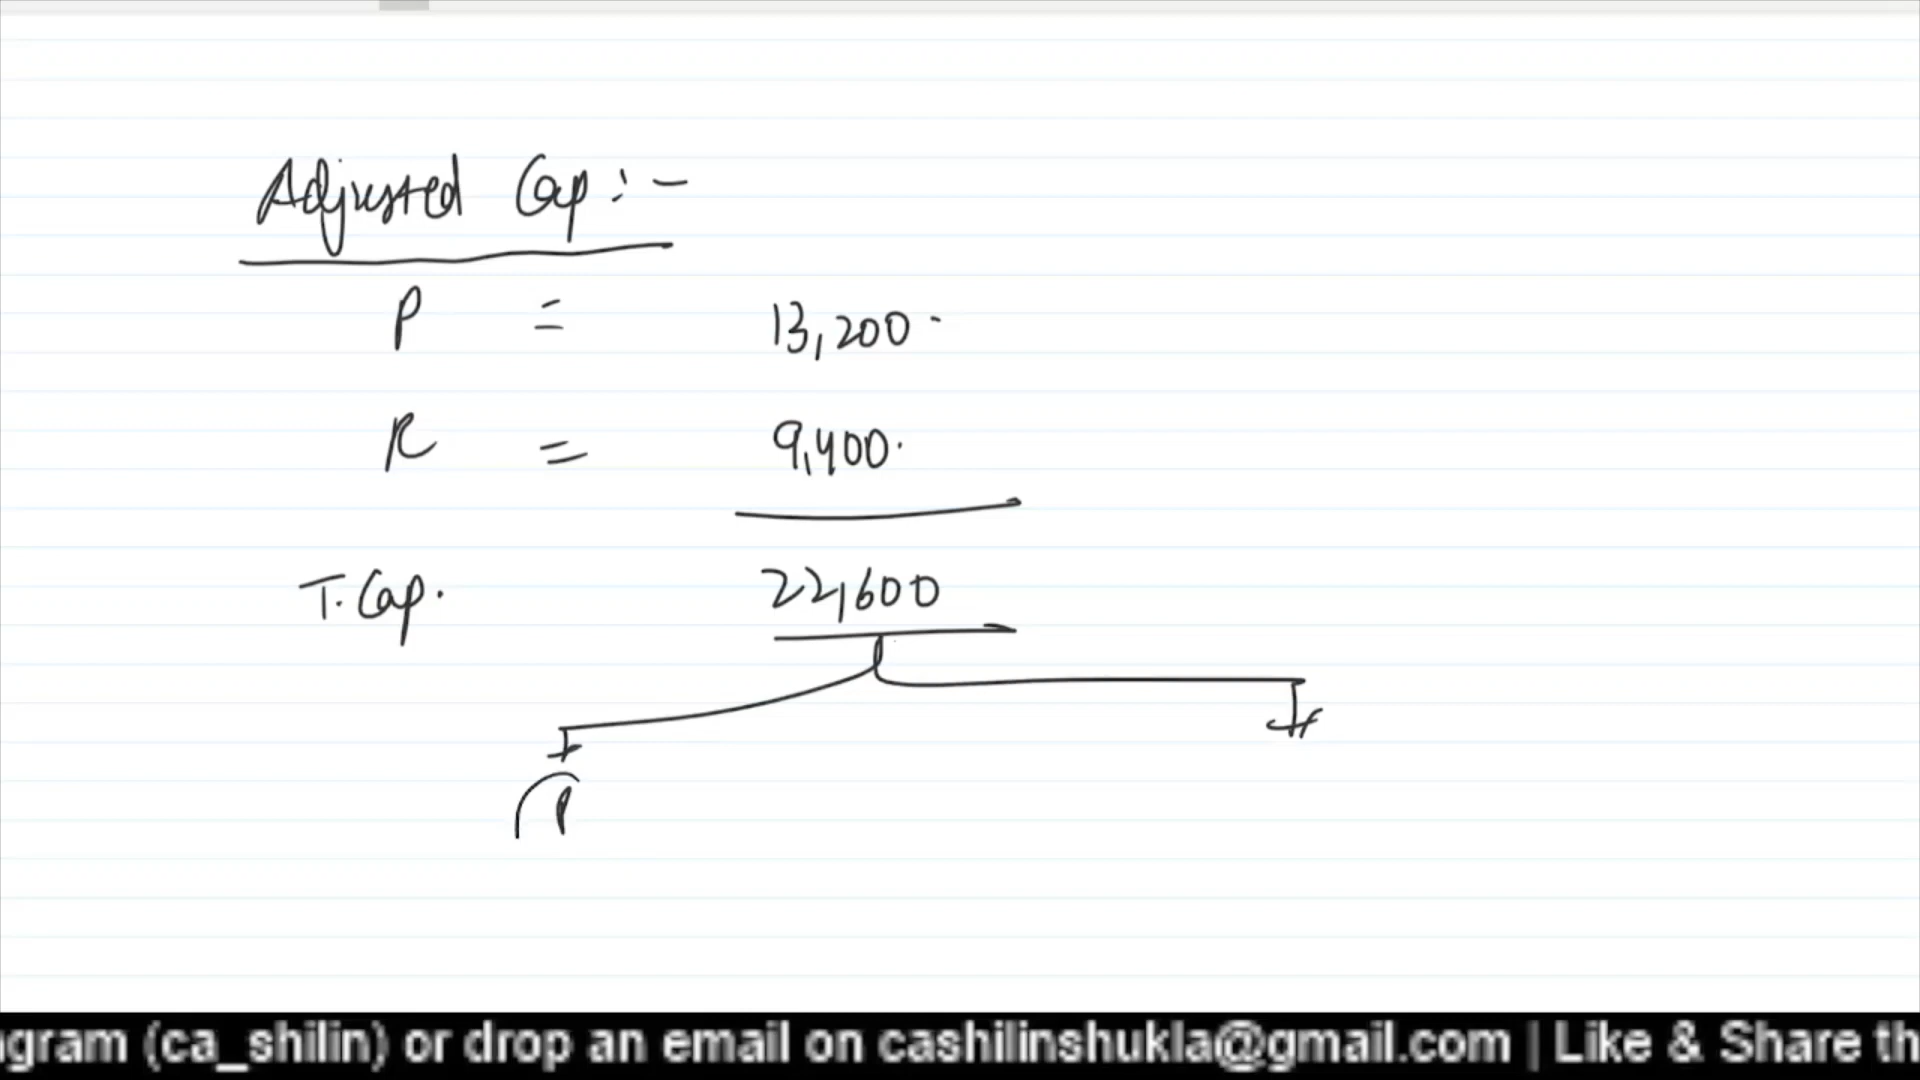 Adjusted Cap :-
P = 13,200
R = 9,400
T. Cap. 22,600
P
agram (ca_shilin) or drop an email on cashilinshukla@gmail.com | Like & Share th